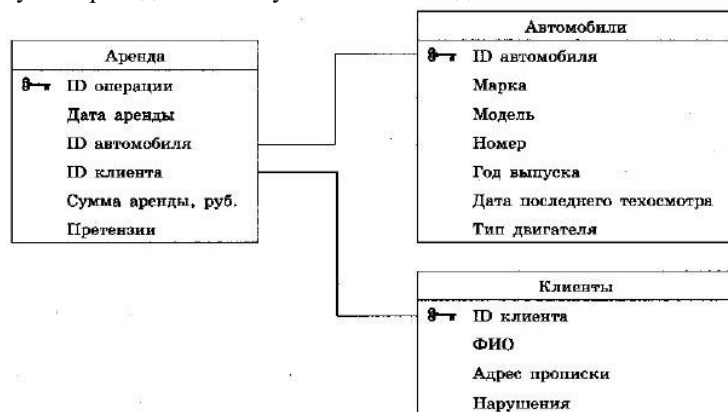 Аренда
ID операции
Дата аренды
ID автомобиля
ID клиента
Сумма аренды, руб.
Претензии
Автомобили
ID автомобиля
Марка
Модель
Номер
Год выпуска
Дата последнего техосмотра
Тип двигателя
Клиенты
ID клиента
ФИО
Адрес прописки
Нарушения